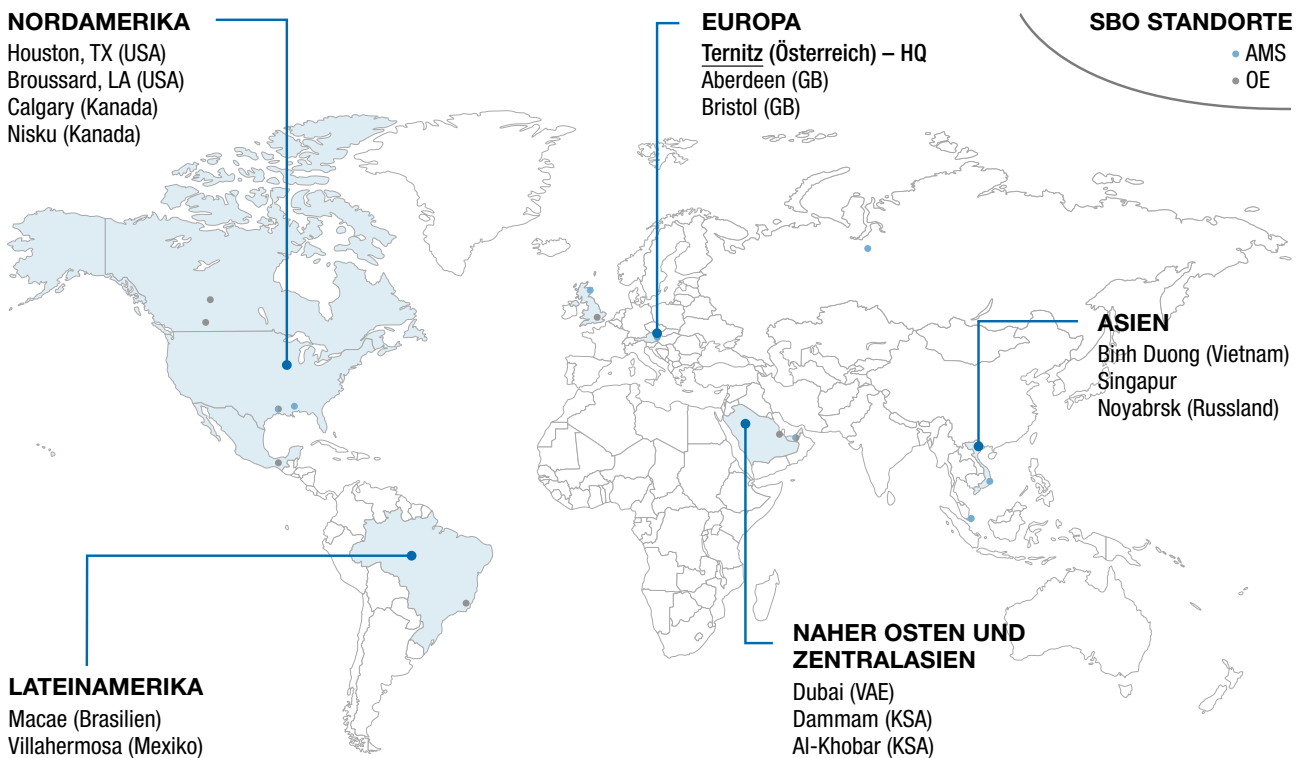 NORDAMERIKA
Houston, TX (USA)
Broussard, LA (USA)
Calgary (Kanada)
Nisku (Kanada)
EUROPA
Ternitz (Österreich) – HQ
Aberdeen (GB)
Bristol (GB)
SBO STANDORTE
AMS
OE
ASIEN
Binh Duong (Vietnam)
Singapur
Noyabrsk (Russland)
LATEINAMERIKA
Macae (Brasilien)
Villahermosa (Mexiko)
NAHER OSTEN UND
ZENTRALASIEN
Dubai (VAE)
Dammam (KSA)
Al-Khobar (KSA)